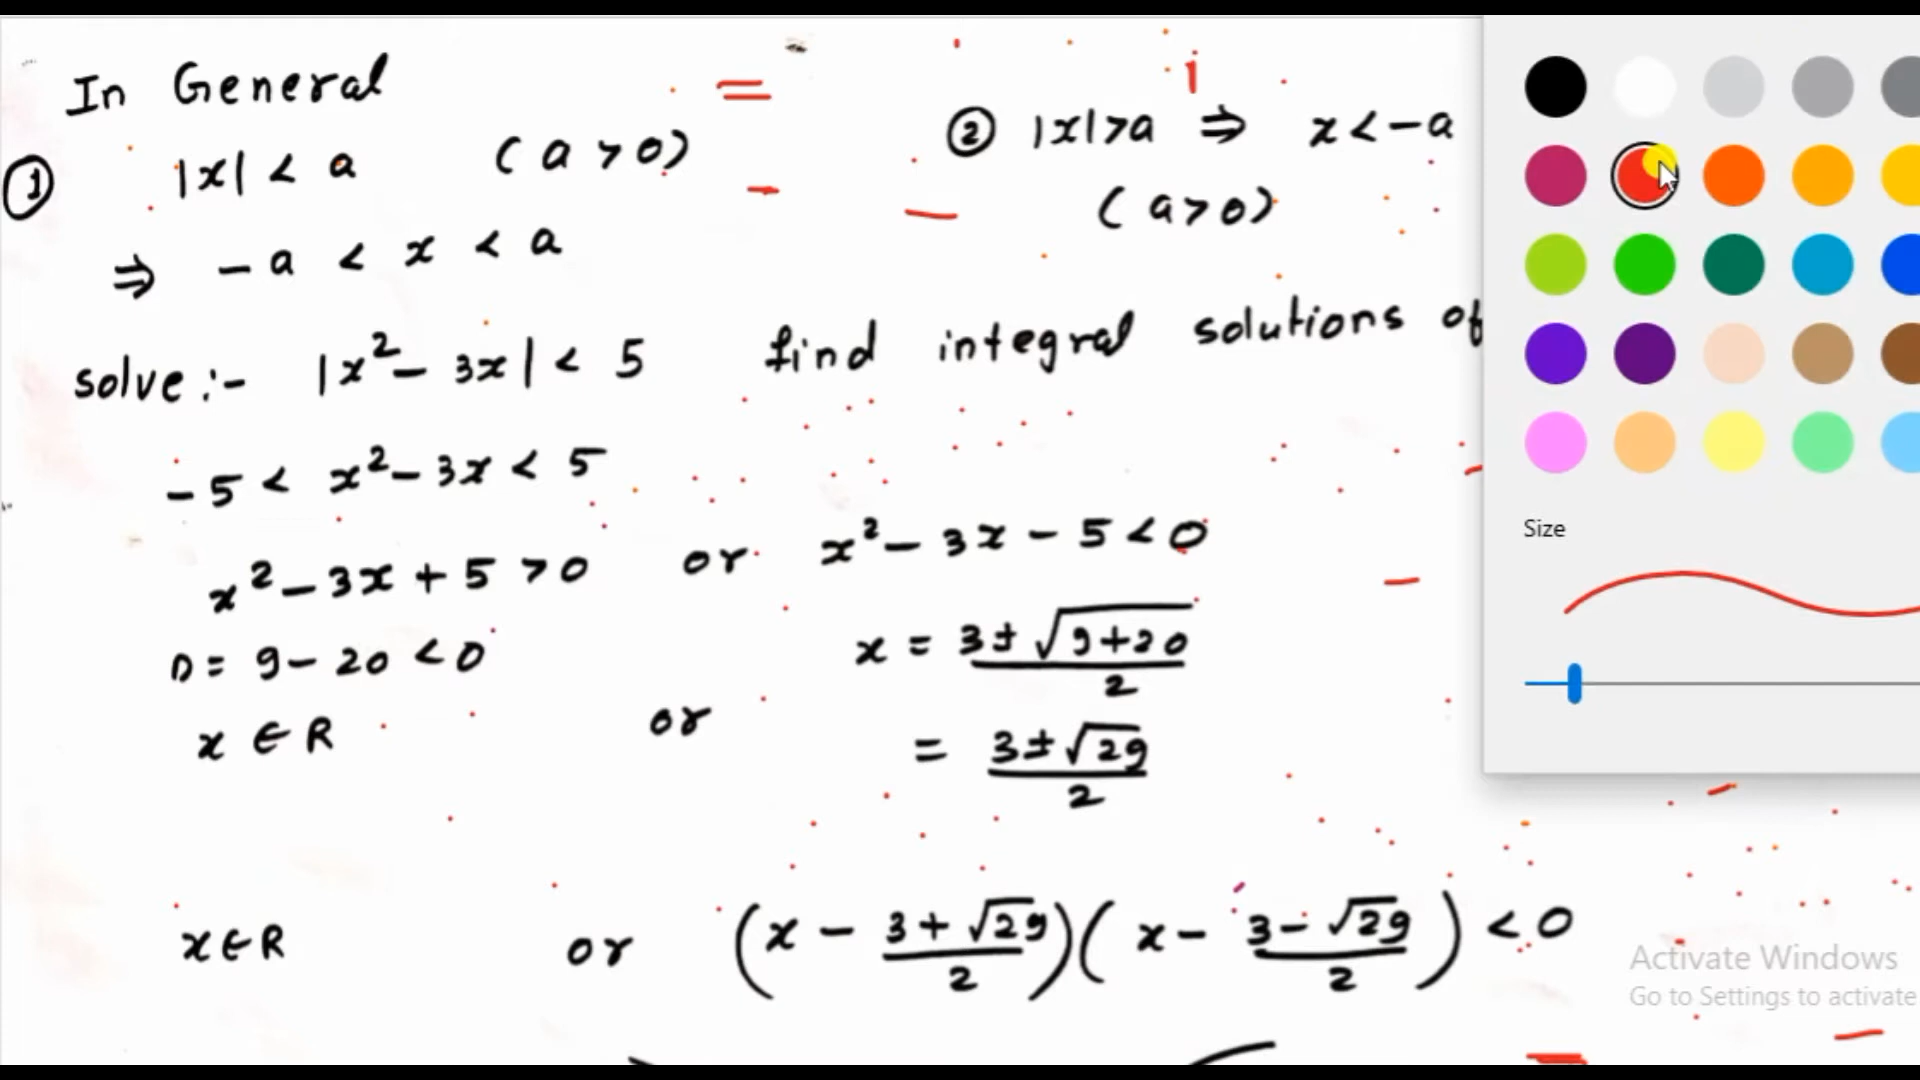 In General
① |x| < a ( a > 0 )
② |x| > a ⇒ x < -a
( a > 0 )
⇒ - a < x < a
solve :- |x² - 3x| < 5 find integral solutions of
- 5 < x² - 3x < 5
x² - 3x + 5 > 0 or x² - 3x - 5 < 0
D = 9 - 20 < 0
x = 3 ± √9+20 / 2
x ∈ R or
= 3 ± √29 / 2
x ∈ R or (x - 3 + √29 / 2)(x - 3 - √29 / 2) < 0
Size
Activate Windows
Go to Settings to activate